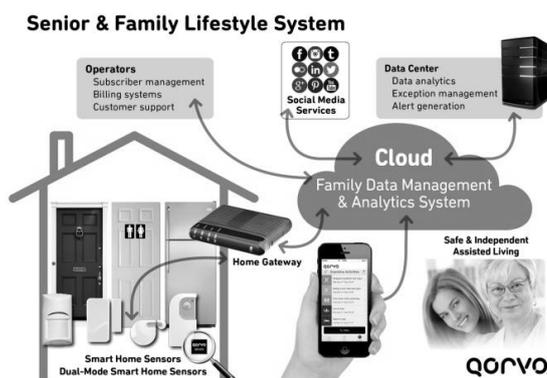 Senior & Family Lifestyle System
Operators
Subscriber management
Billing systems
Customer support
Social Media
Services
Data Center
Data analytics
Exception management
Alert generation
Cloud
Family Data Management
& Analytics System
Home Gateway
Safe & Independent
Assisted Living
Smart Home Sensors
Dual-Mode Smart Home Sensors
QORVO
QORVO